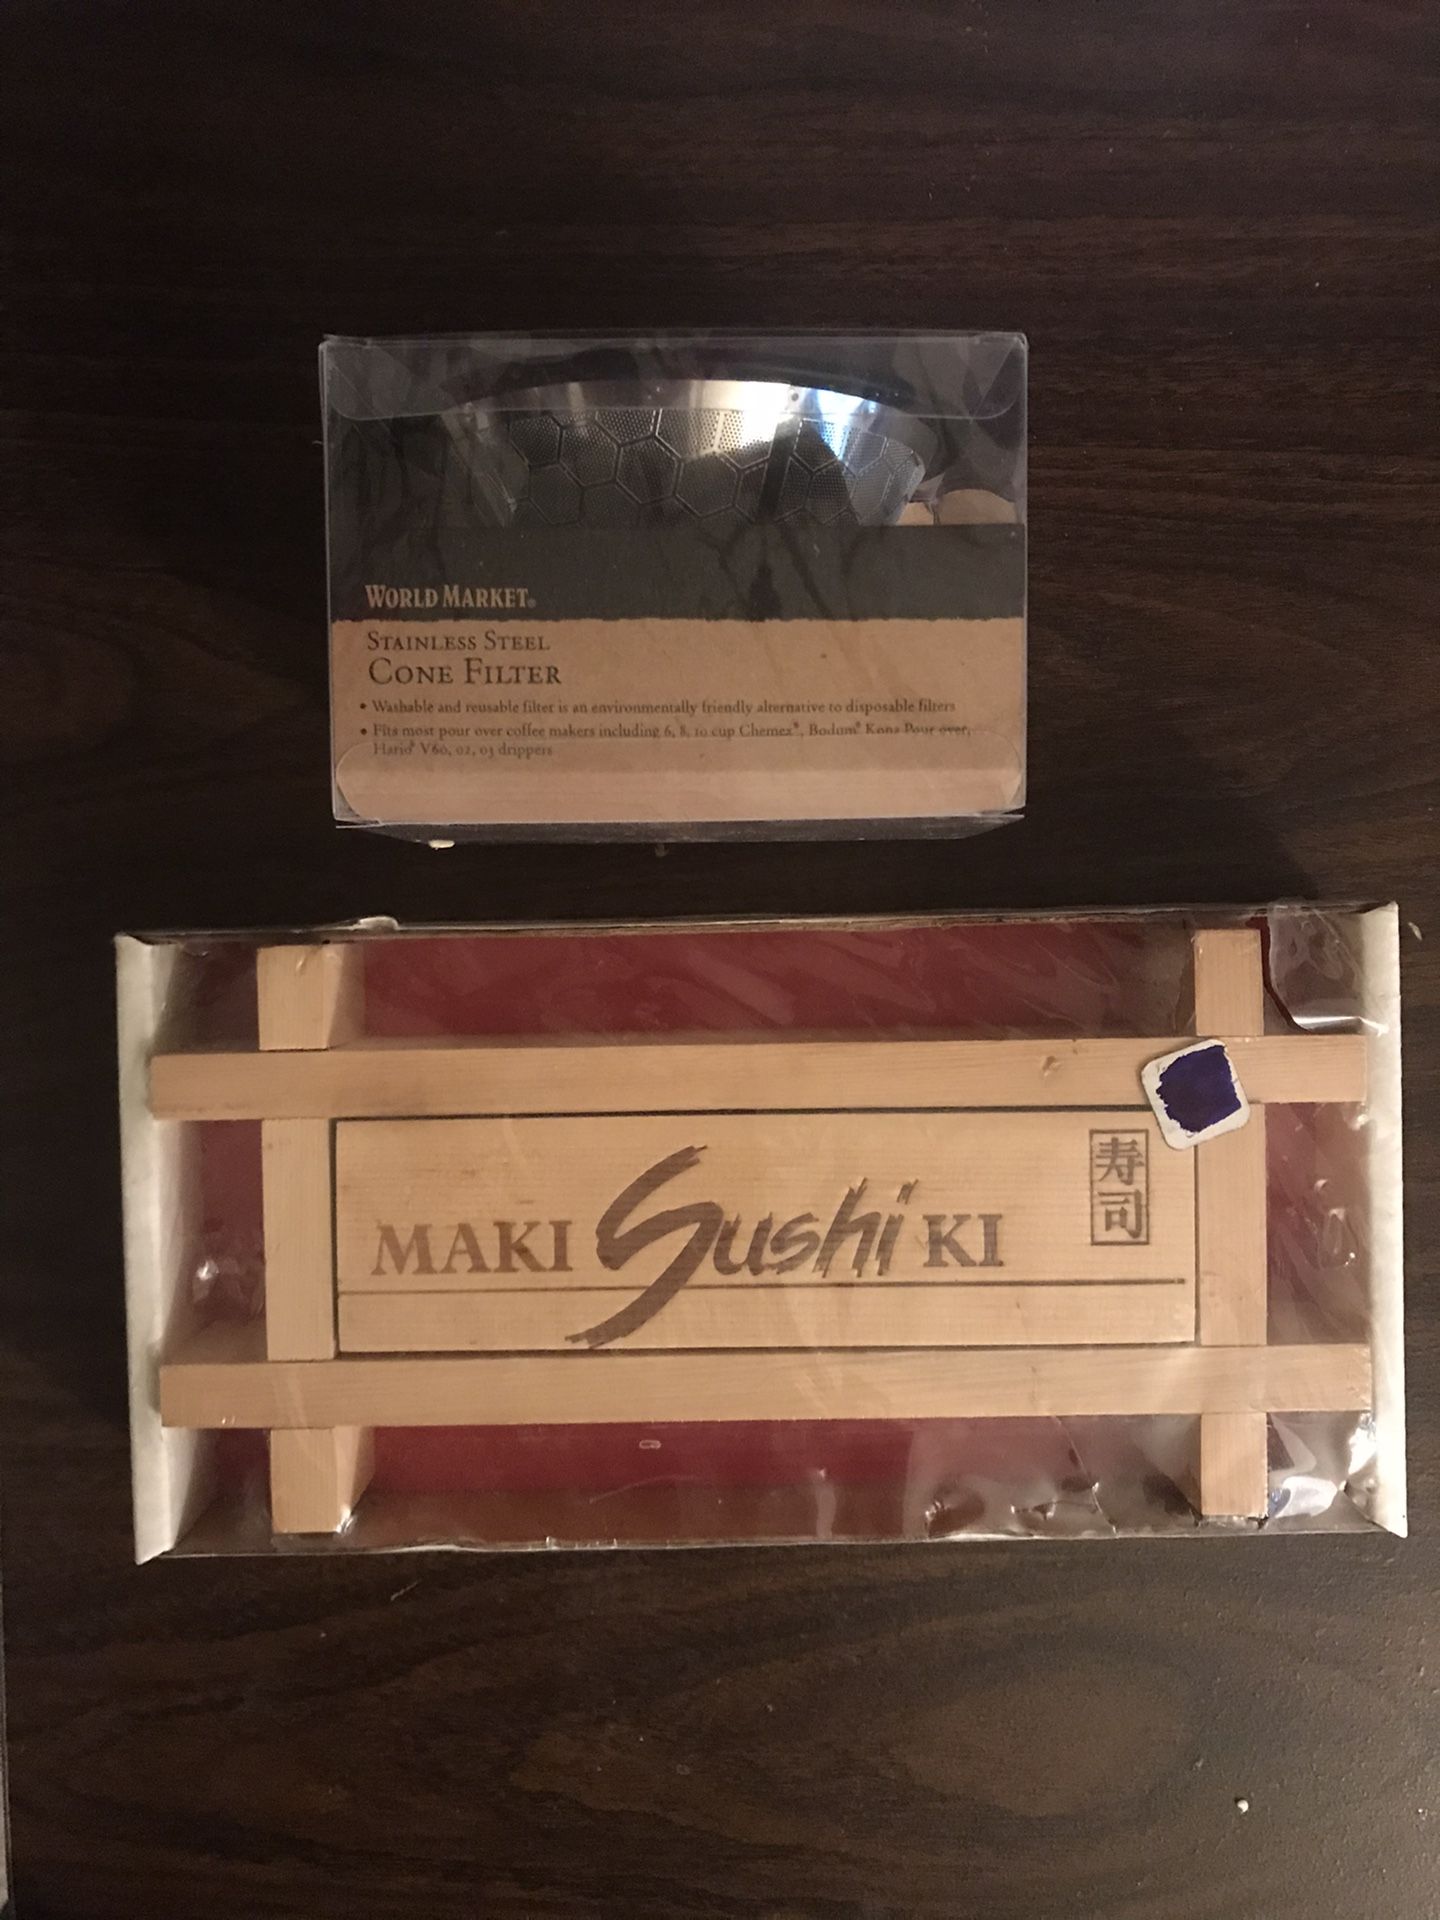 WORLD MARKET®
STAINLESS STEEL
CONE FILTER
• Washable and reusable filter is an environmentally friendly alternative to disposable filters
• Fits most pour over coffee makers including 6, 8, 10 cup Chemex®, Bodum® Kona Pour over,
Hario® V60, 02, 03 drippers
MAKI Sushi KI
寿司